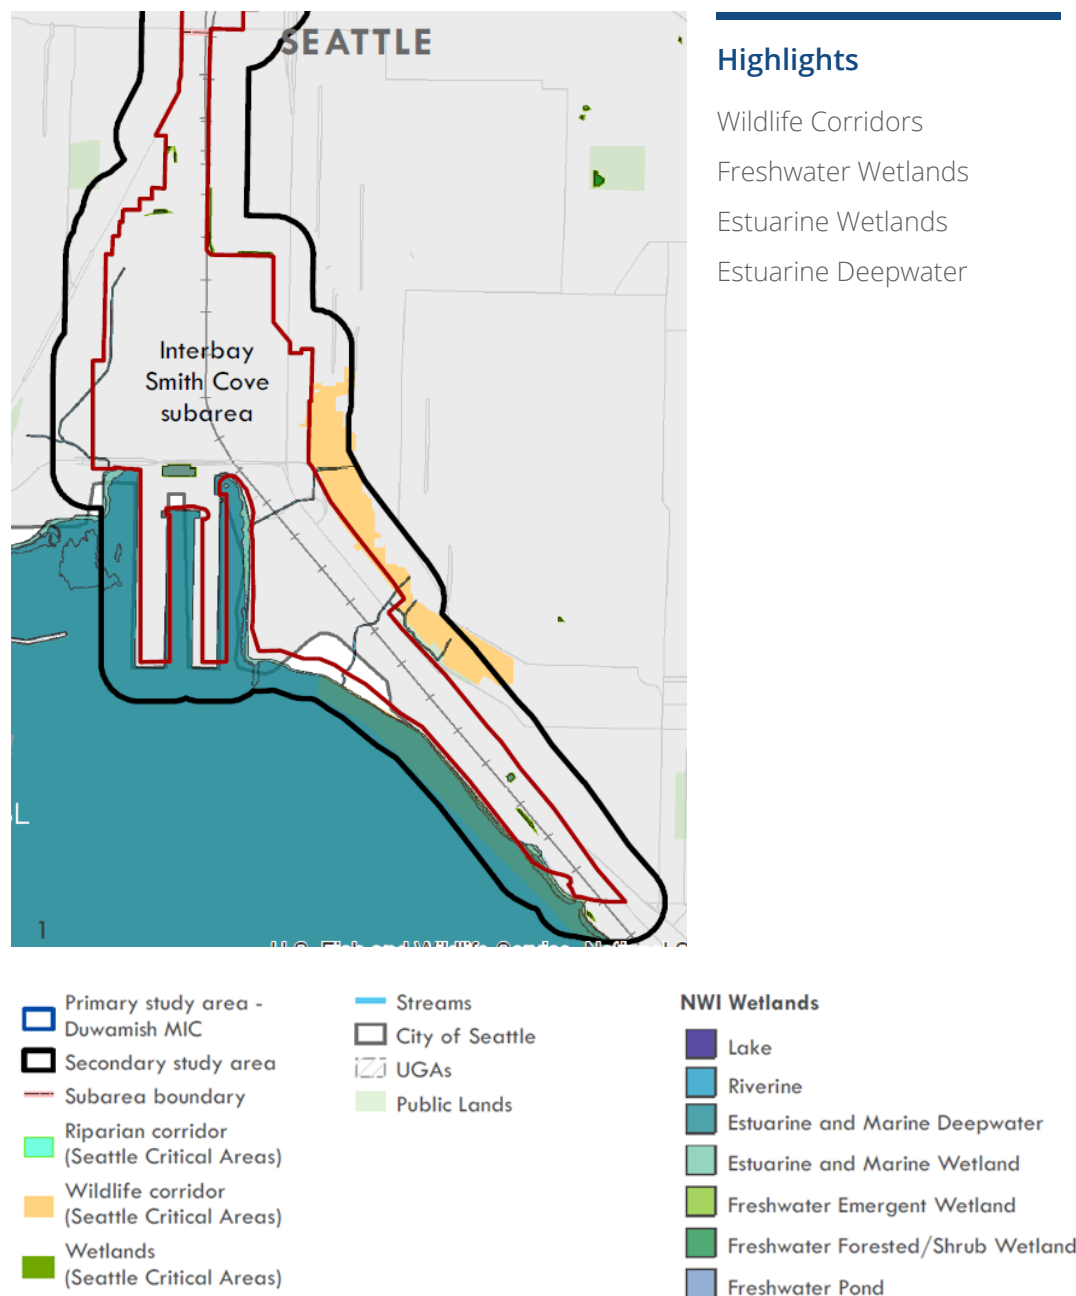 SEATTLE
Interbay
Smith Cove
subarea
1
Highlights
Wildlife Corridors
Freshwater Wetlands
Estuarine Wetlands
Estuarine Deepwater
Primary study area -
Duwamish MIC
Secondary study area
Subarea boundary
Riparian corridor
(Seattle Critical Areas)
Wildlife corridor
(Seattle Critical Areas)
Wetlands
(Seattle Critical Areas)
Streams
City of Seattle
UGAs
Public Lands
NWI Wetlands
Lake
Riverine
Estuarine and Marine Deepwater
Estuarine and Marine Wetland
Freshwater Emergent Wetland
Freshwater Forested/Shrub Wetland
Freshwater Pond